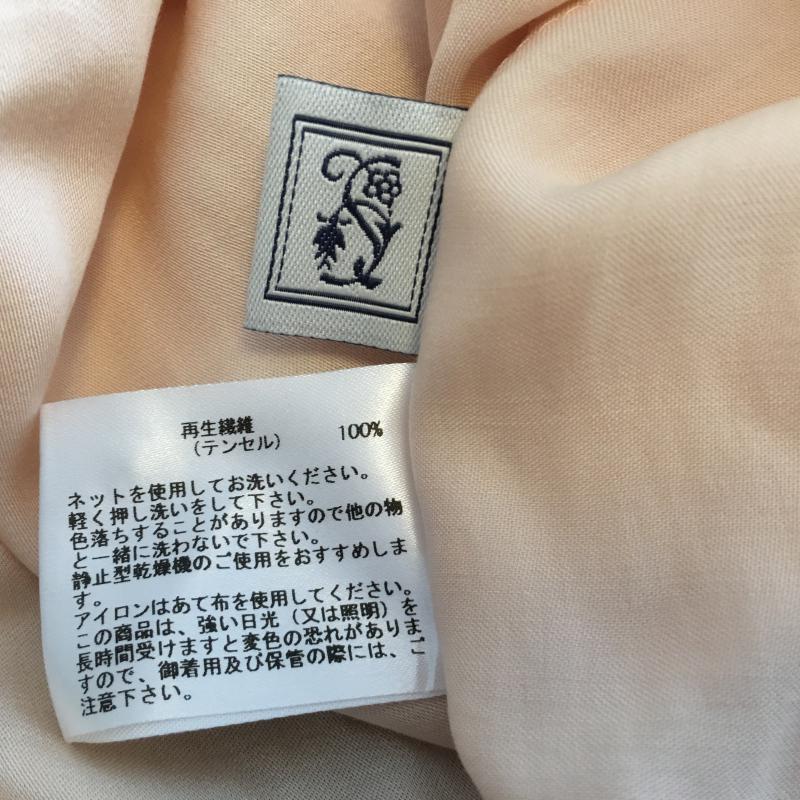 再生繊維
（テンセル） 100%
ネットを使用してお洗いください。
軽く押し洗いをして下さい。
色落ちすることがありますので他の物
と一緒に洗わないで下さい。
静止型乾燥機のご使用をおすすめしま
す。
アイロンはあて布を使用してください。
この商品は、強い日光（又は照明）を
長時間受けますと変色の恐れがありま
すので、御着用及び保管の際には、ご
注意下さい。